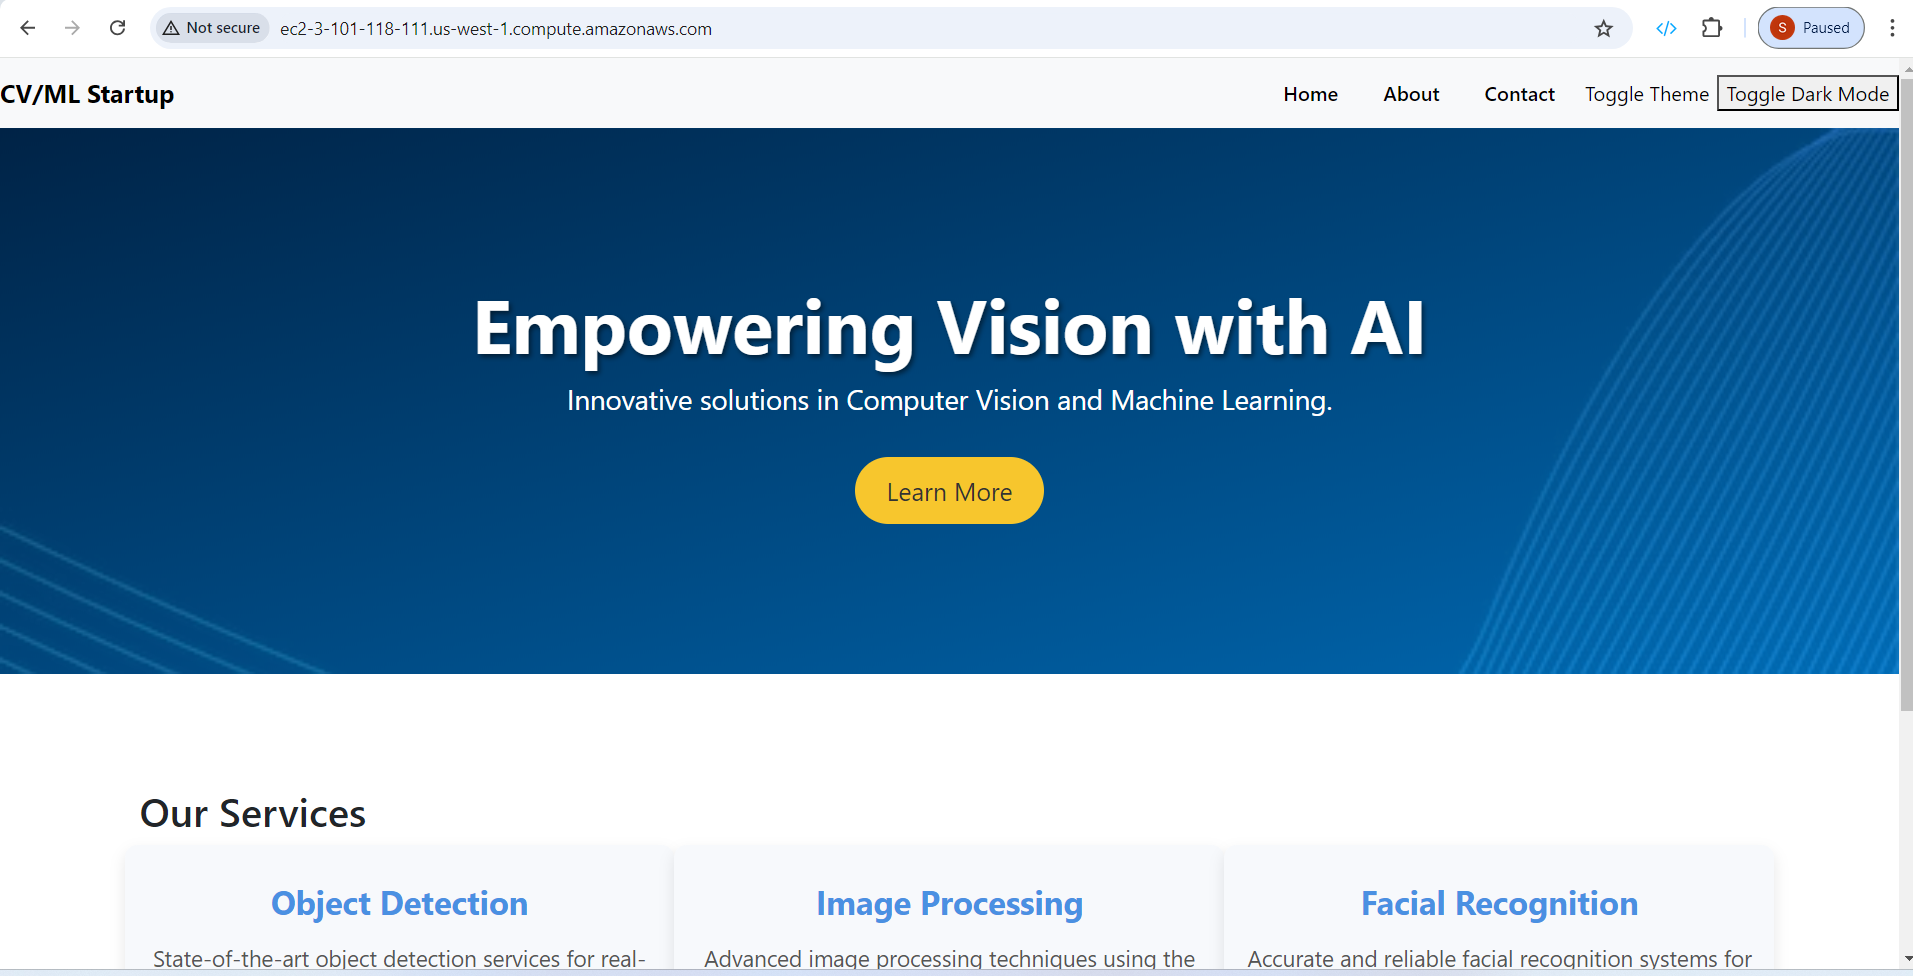 Not secure
ec2-3-101-118-111.us-west-1.compute.amazonaws.com
S
Paused
CV/ML Startup
Home
About
Contact
Toggle Theme
Toggle Dark Mode
Empowering Vision with AI
Innovative solutions in Computer Vision and Machine Learning.
Learn More
Our Services
Object Detection
Image Processing
Facial Recognition
State-of-the-art object detection services for real-
Advanced image processing techniques using the
Accurate and reliable facial recognition systems for